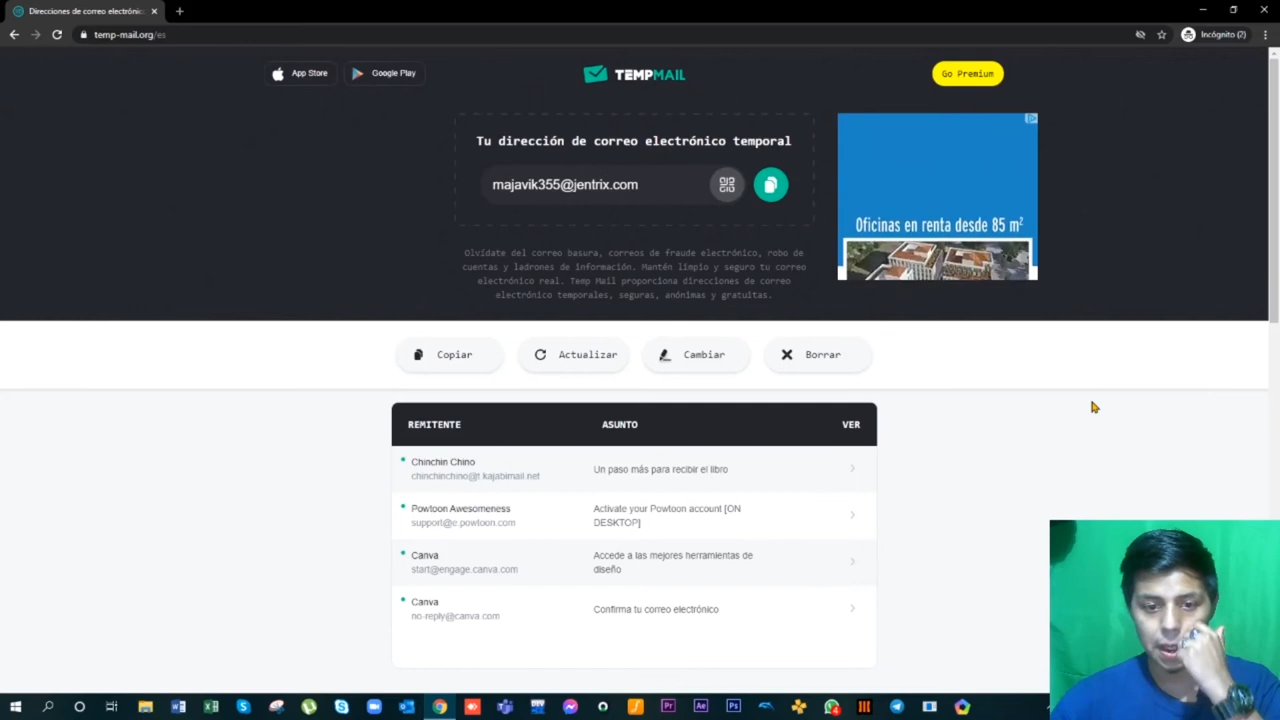 Direcciones de correo electrónic
temp-mail.org/es
Incógnito (2)
App Store
Google Play
TEMPMAIL
Go Premium
Tu dirección de correo electrónico temporal
majavik355@jentrix.com
Olvídate del correo basura, correos de fraude electrónico, robo de
cuentas y ladrones de información. Mantén limpio y seguro tu correo
electrónico real. Temp Mail proporciona direcciones de correo
electrónico temporales, seguras, anónimas y gratuitas.
Oficinas en renta desde 85 m²
Copiar
Actualizar
Cambiar
Borrar
REMITENTE ASUNTO VER
Chinchin Chino
chinchinchino@t.kajabimail.net
Un paso más para recibir el libro
Powtoon Awesomeness
support@e.powtoon.com
Activate your Powtoon account [ON
DESKTOP]
Canva
start@engage.canva.com
Accede a las mejores herramientas de
diseño
Canva
no-reply@canva.com
Confirma tu correo electrónico
Pr
Ae
Ps
4